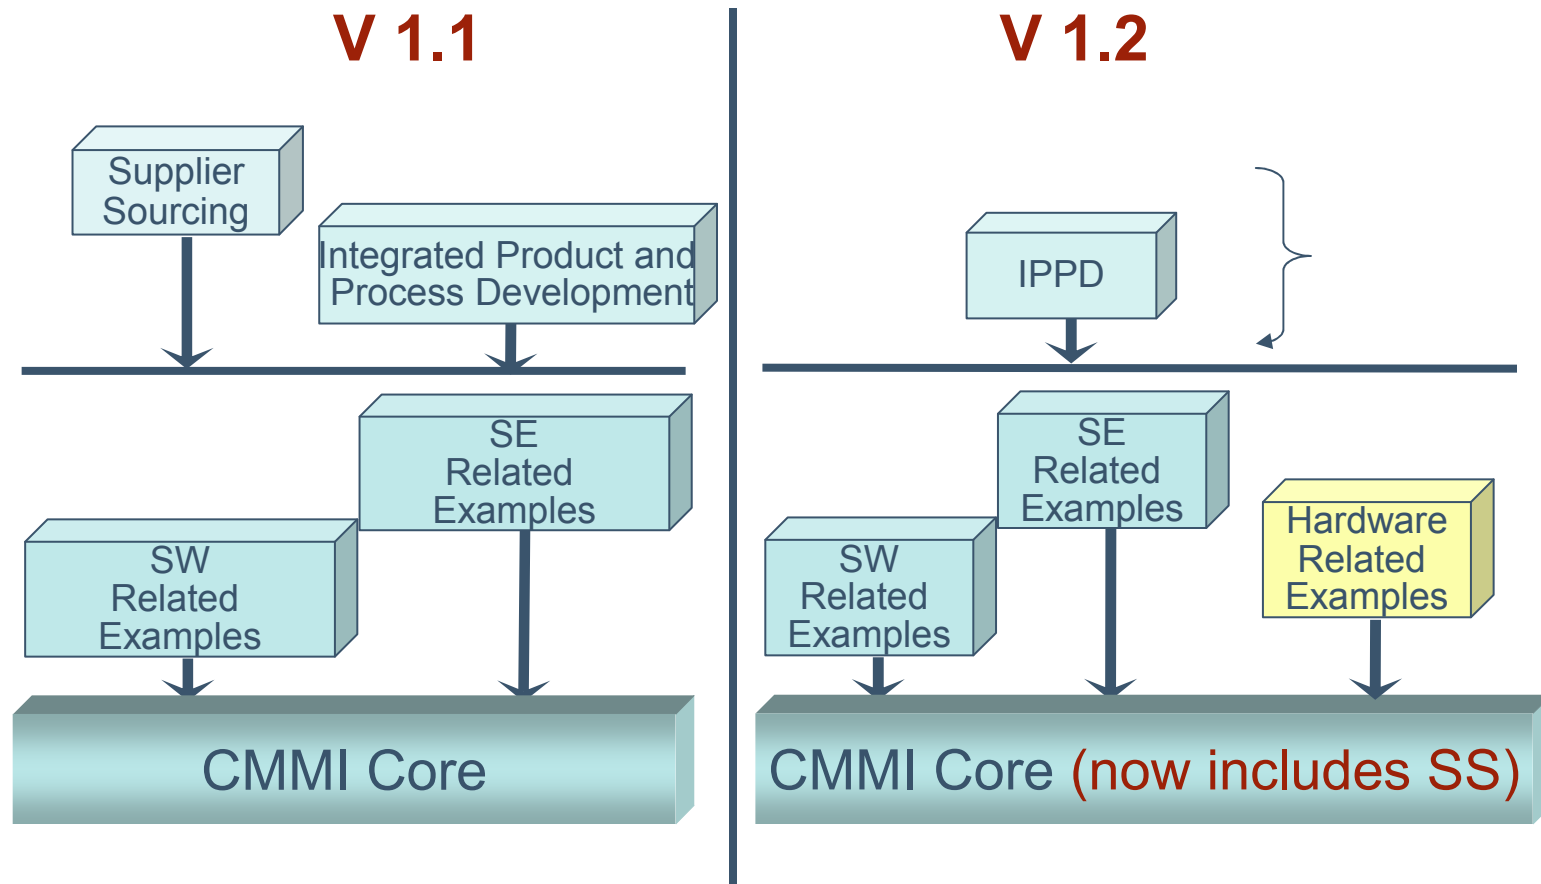 V 1.1
Supplier
Sourcing
Integrated Product and
Process Development
SE
Related
Examples
SW
Related
Examples
CMMI Core
V 1.2
IPPD
SE
Related
Examples
SW
Related
Examples
Hardware
Related
Examples
CMMI Core (now includes SS)